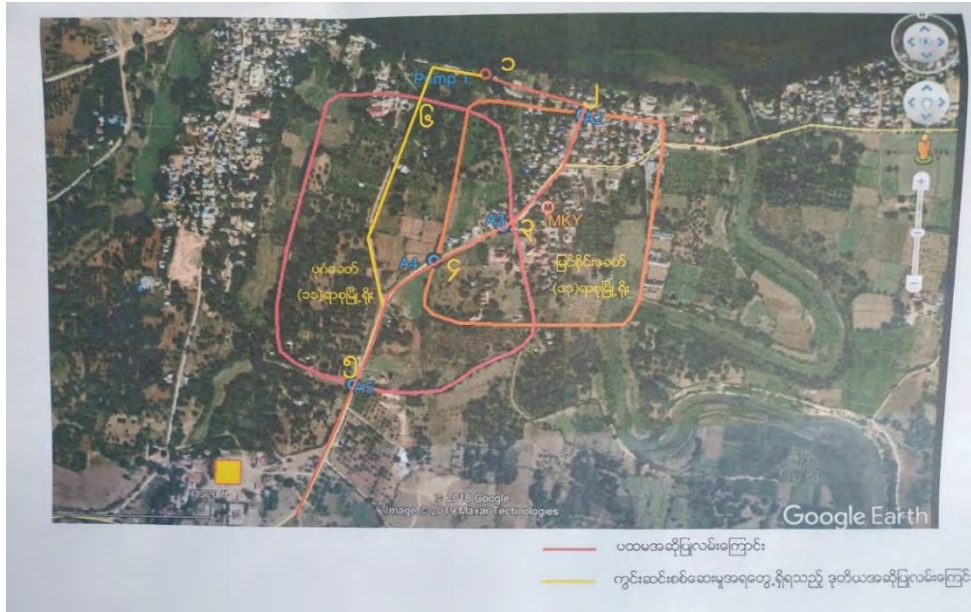 Pump 1
၁
၂
A2
၆
MKY
A3
၃
A4
၄
ပုဂံခေတ်
(၁၁)ရာစုမြို့ရိုး
မြင်စိုင်းခေတ်
(၁၃)ရာစုမြို့ရိုး
၅
A5
© 2018 Google
Image © 2019 Maxar Technologies
Google Earth
ပထမအဆိုပြုလမ်းကြောင်း
ကွင်းဆင်းစစ်ဆေးမှုအရတွေ့ရှိရသည့် ဒုတိယအဆိုပြုလမ်းကြောင်